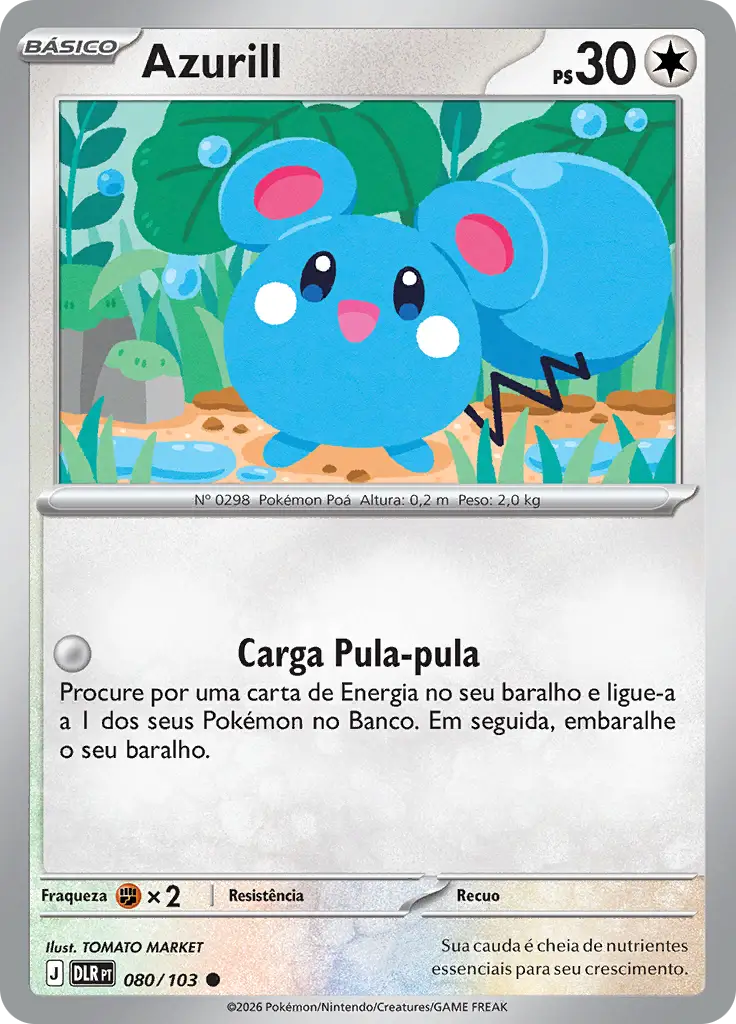 BÁSICO
Azurill
PS30
Nº 0298 Pokémon Poá Altura: 0,2 m Peso: 2,0 kg
Carga Pula-pula
Procure por uma carta de Energia no seu baralho e ligue-a
a 1 dos seus Pokémon no Banco. Em seguida, embaralhe
o seu baralho.
Fraqueza ×2 Resistência Recuo
Ilust. TOMATO MARKET
J DLR PT 080/103
Sua cauda é cheia de nutrientes
essenciais para seu crescimento.
©2026 Pokémon/Nintendo/Creatures/GAME FREAK